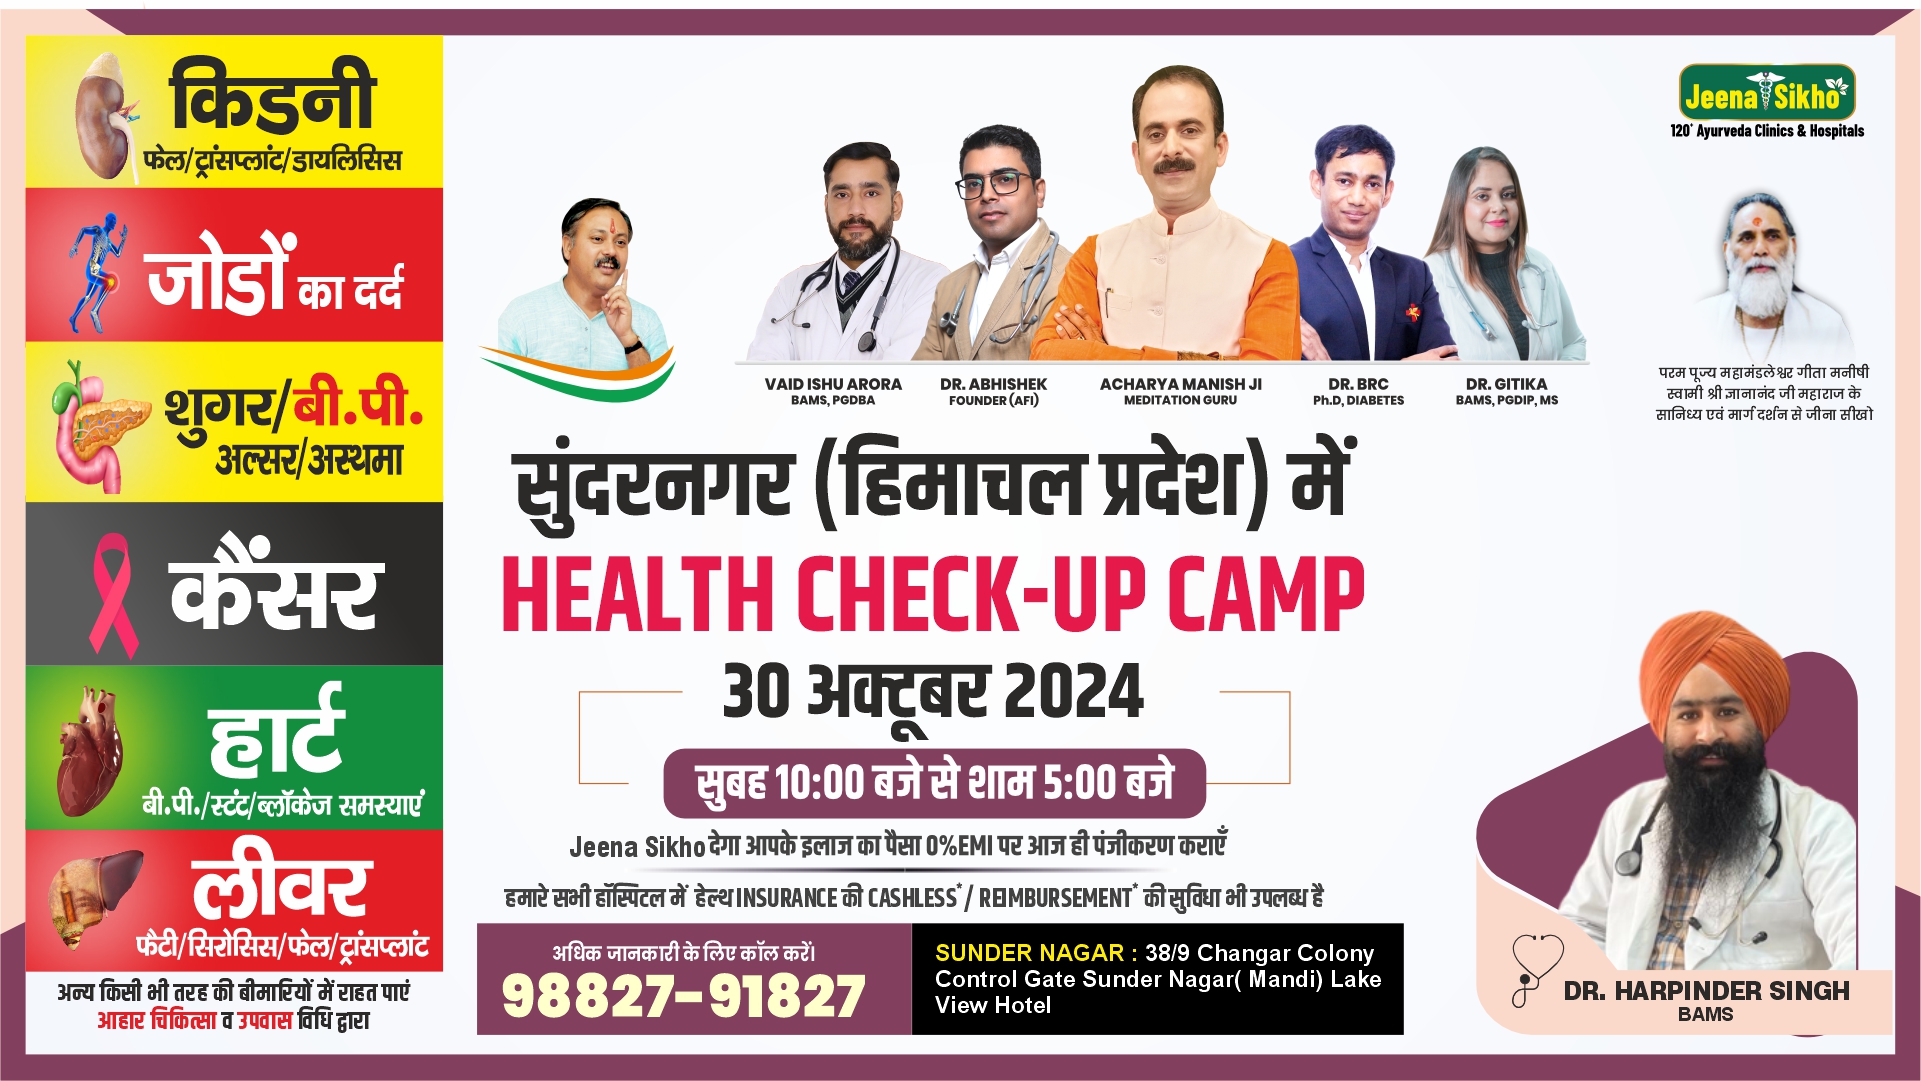 किडनी
फेल/ट्रांसप्लांट/डायलिसिस
जोडों का दर्द
शुगर/बी.पी.
अल्सर/अस्थमा
कैंसर
हार्ट
बी.पी./स्टंट/ब्लॉकेज समस्याएं
लीवर
फैटी/सिरोसिस/फेल/ट्रांसप्लांट
अन्य किसी भी तरह की बीमारियों में राहत पाएं
आहार चिकित्सा व उपवास विधि द्वारा
Jeena Sikho
120+ Ayurveda Clinics & Hospitals
VAID ISHU ARORA
BAMS, PGDBA
DR. ABHISHEK
FOUNDER (AFI)
ACHARYA MANISH JI
MEDITATION GURU
DR. BRC
Ph.D, DIABETES
DR. GITIKA
BAMS, PGDIP, MS
परम पूज्य महामंडलेश्वर गीता मनीषी
स्वामी श्री ज्ञानानंद जी महाराज के
सानिध्य एवं मार्ग दर्शन से जीना सीखो
सुंदरनगर (हिमाचल प्रदेश) में
HEALTH CHECK-UP CAMP
30 अक्टूबर 2024
सुबह 10:00 बजे से शाम 5:00 बजे
Jeena Sikho देगा आपके इलाज का पैसा 0%EMI पर आज ही पंजीकरण कराएँ
हमारे सभी हॉस्पिटल में हेल्थ INSURANCE की CASHLESS* / REIMBURSEMENT* की सुविधा भी उपलब्ध है
अधिक जानकारी के लिए कॉल करें।
98827-91827
SUNDER NAGAR : 38/9 Changar Colony
Control Gate Sunder Nagar( Mandi) Lake
View Hotel
DR. HARPINDER SINGH
BAMS